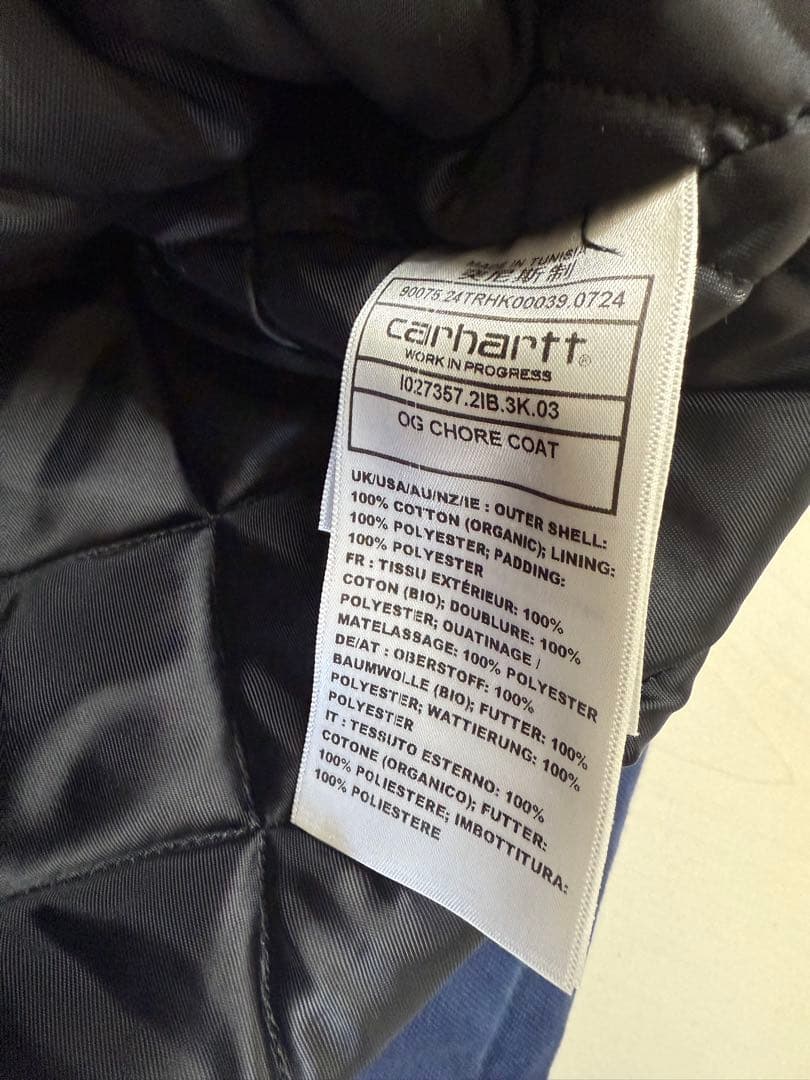 MADE IN TUNISIA
突尼斯制
90075.24TRHK00039.0724
carhartt®
WORK IN PROGRESS
I027357.2IB.3K.03
OG CHORE COAT
UK/USA/AU/NZ/IE : OUTER SHELL:
100% COTTON (ORGANIC); LINING:
100% POLYESTER; PADDING:
100% POLYESTER
FR : TISSU EXTÉRIEUR: 100%
COTON (BIO); DOUBLURE: 100%
POLYESTER; OUATINAGE /
MATELASSAGE: 100% POLYESTER
DE/AT : OBERSTOFF: 100%
BAUMWOLLE (BIO); FUTTER: 100%
POLYESTER; WATTIERUNG: 100%
POLYESTER
IT : TESSUTO ESTERNO: 100%
COTONE (ORGANICO); FUTTER:
100% POLIESTERE; IMBOTTITURA:
100% POLIESTERE